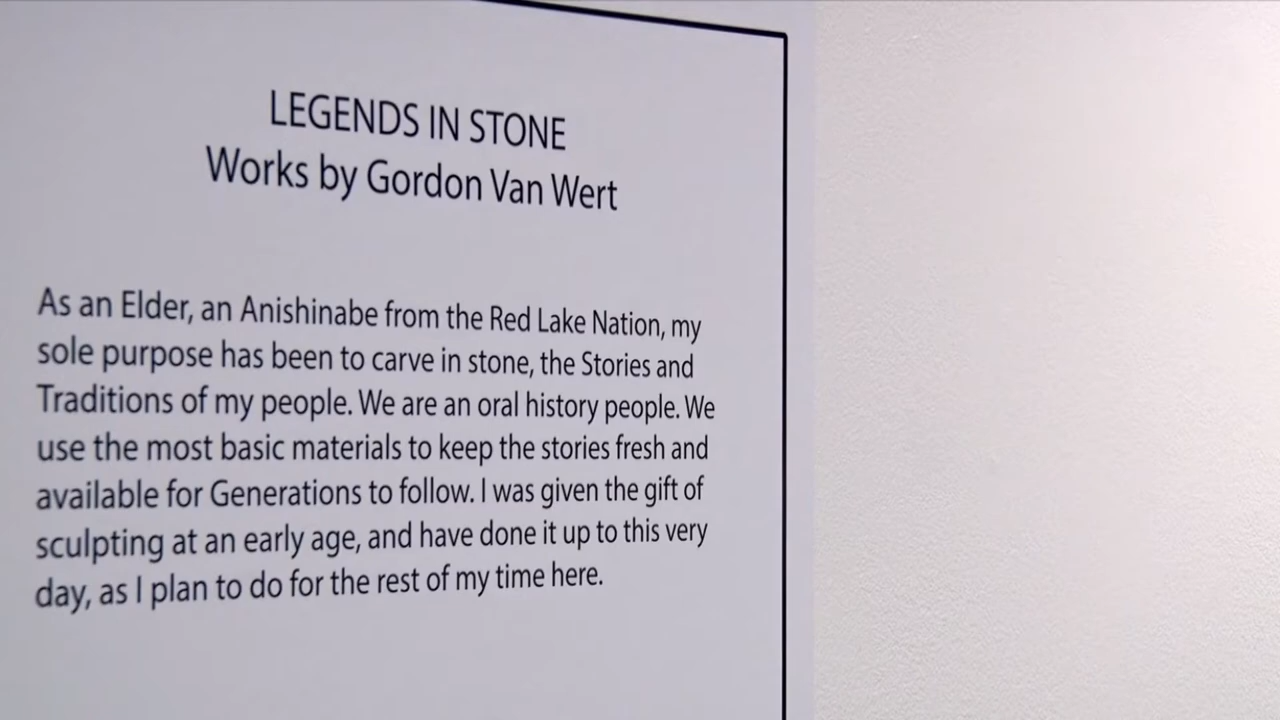 LEGENDS IN STONE
Works by Gordon Van Wert
As an Elder, an Anishinabe from the Red Lake Nation, my
sole purpose has been to carve in stone, the Stories and
Traditions of my people. We are an oral history people. We
use the most basic materials to keep the stories fresh and
available for Generations to follow. I was given the gift of
sculpting at an early age, and have done it up to this very
day, as I plan to do for the rest of my time here.